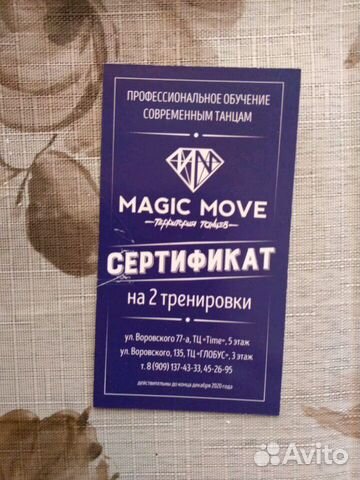 ПРОФЕССИОНАЛЬНОЕ ОБУЧЕНИЕ
СОВРЕМЕННЫМ ТАНЦАМ
MAGIC MOVE
ТЕРРИТОРИЯ ТАНЦЕВ
СЕРТИФИКАТ
на 2 тренировки
ул. Воровского 77-а, ТЦ «Time», 5 этаж
ул. Воровского, 135, ТЦ «ГЛОБУС», 3 этаж
т. 8 (909) 137-43-33, 45-26-95
действительны до конца декабря 2020 года
Avito